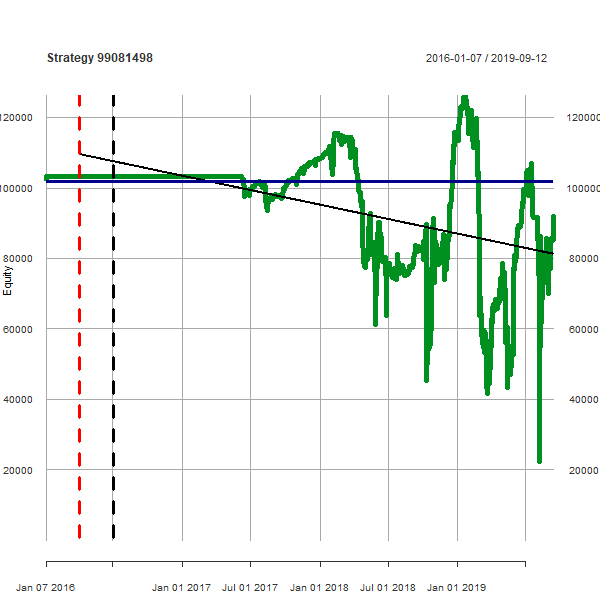 Strategy 99081498 2016-01-07 / 2019-09-12
120000 120000
100000 100000
80000 80000
Equity
60000 60000
40000 40000
20000 20000
Jan 07 2016 Jan 01 2017 Jul 01 2017 Jan 01 2018 Jul 01 2018 Jan 01 2019